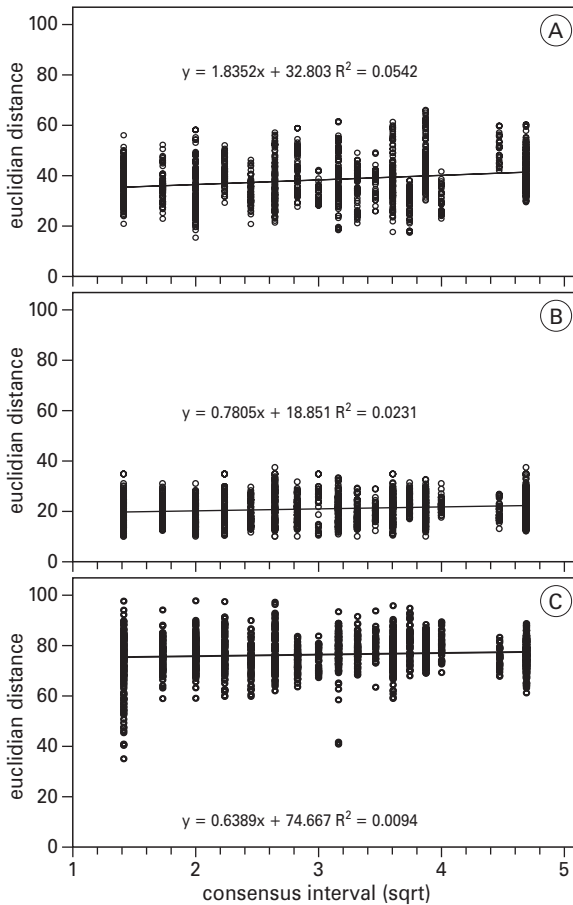 100
A
y = 1.8352x + 32.803 R² = 0.0542
80
60
40
20
0
euclidian distance
100
B
80
60
y = 0.7805x + 18.851 R² = 0.0231
40
20
0
euclidian distance
100
C
80
60
40
20
y = 0.6389x + 74.667 R² = 0.0094
0
euclidian distance
1 2 3 4 5
consensus interval (sqrt)